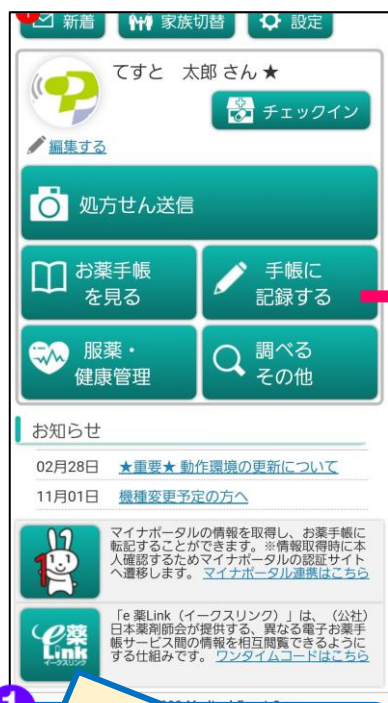 新着
家族切替
設定
てすと 太郎 さん ★
チェックイン
編集する
処方せん送信
お薬手帳
を見る
手帳に
記録する
服薬・
健康管理
調べる
その他
お知らせ
02月28日 ★重要★ 動作環境の更新について
11月01日 機種変更予定の方へ
マイナポータルの情報を取得し、お薬手帳に
転記することができます。※情報取得時に本
人確認するためマイナポータルの認証サイト
へ遷移します。 マイナポータル連携はこちら
e薬
Link
イークスリンク
「e 薬Link（イークスリンク）」は、（公社）
日本薬剤師会が提供する、異なる電子お薬手
帳サービス間の情報を相互閲覧できるように
する仕組みです。 ワンタイムコードはこちら
1